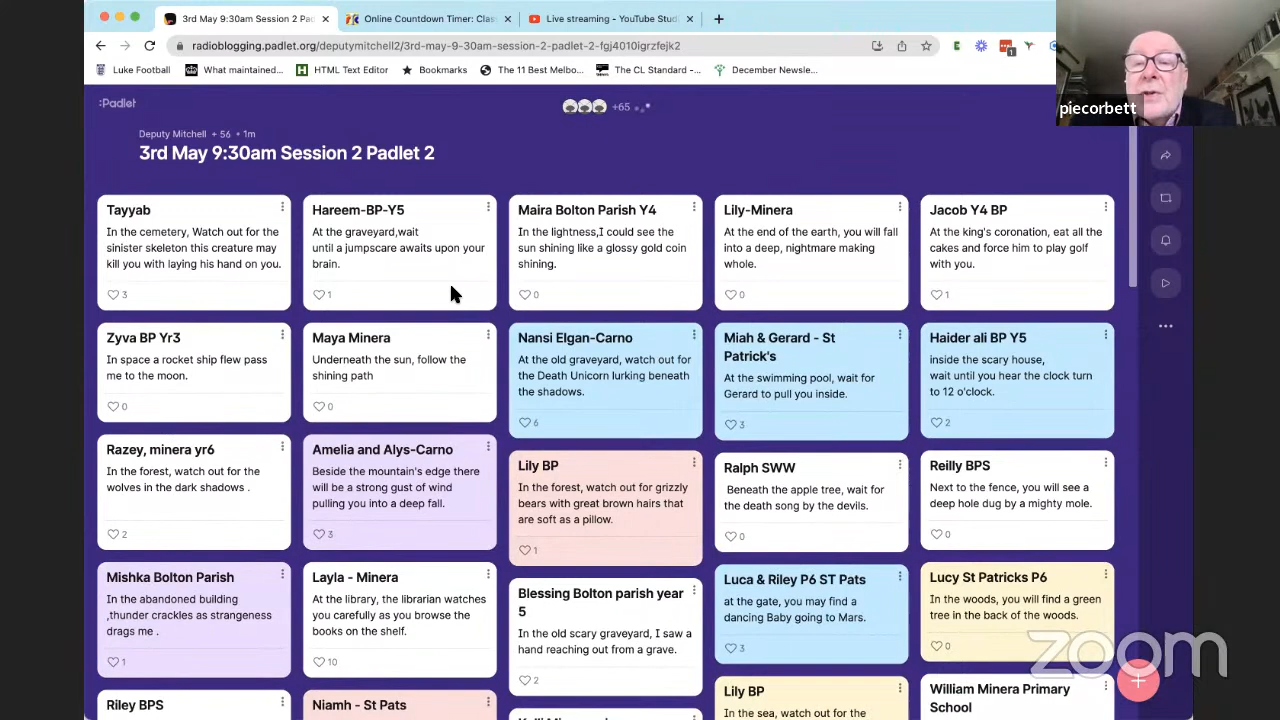 3rd May 9:30am Session 2 Pac
Online Countdown Timer: Clas
Live streaming - YouTube Studi
radioblogging.padlet.org/deputymitchell2/3rd-may-9-30am-session-2-padlet-2-fgj4010igrzfejk2
Luke Football
What maintained...
HTML Text Editor
Bookmarks
The 11 Best Melbo...
The CL Standard -...
December Newsle...
piecorbett
:Padlet
+65
Deputy Mitchell + 56 • 1m
3rd May 9:30am Session 2 Padlet 2
Tayyab
In the cemetery, Watch out for the
sinister skeleton this creature may
kill you with laying his hand on you.
3
Hareem-BP-Y5
At the graveyard,wait
until a jumpscare awaits upon your
brain.
1
Maira Bolton Parish Y4
In the lightness,I could see the
sun shining like a glossy gold coin
shining.
0
Lily-Minera
At the end of the earth, you will fall
into a deep, nightmare making
whole.
0
Jacob Y4 BP
At the king's coronation, eat all the
cakes and force him to play golf
with you.
1
Zyva BP Yr3
In space a rocket ship flew pass
me to the moon.
0
Maya Minera
Underneath the sun, follow the
shining path
0
Nansi Elgan-Carno
At the old graveyard, watch out for
the Death Unicorn lurking beneath
the shadows.
6
Miah & Gerard - St
Patrick's
At the swimming pool, wait for
Gerard to pull you inside.
3
Haider ali BP Y5
inside the scary house,
wait until you hear the clock turn
to 12 o'clock.
2
Razey, minera yr6
In the forest, watch out for the
wolves in the dark shadows .
2
Amelia and Alys-Carno
Beside the mountain's edge there
will be a strong gust of wind
pulling you into a deep fall.
3
Lily BP
In the forest, watch out for grizzly
bears with great brown hairs that
are soft as a pillow.
1
Ralph SWW
Beneath the apple tree, wait for
the death song by the devils.
0
Reilly BPS
Next to the fence, you will see a
deep hole dug by a mighty mole.
0
Mishka Bolton Parish
In the abandoned building
,thunder crackles as strangeness
drags me .
1
Layla - Minera
At the library, the librarian watches
you carefully as you browse the
books on the shelf.
10
Blessing Bolton parish year
5
In the old scary graveyard, I saw a
hand reaching out from a grave.
2
Luca & Riley P6 ST Pats
at the gate, you may find a
dancing Baby going to Mars.
3
Lucy St Patricks P6
In the woods, you will find a green
tree in the back of the woods.
0
Riley BPS
Niamh - St Pats
Lily BP
In the sea, watch out for the
William Minera Primary
School
zoom